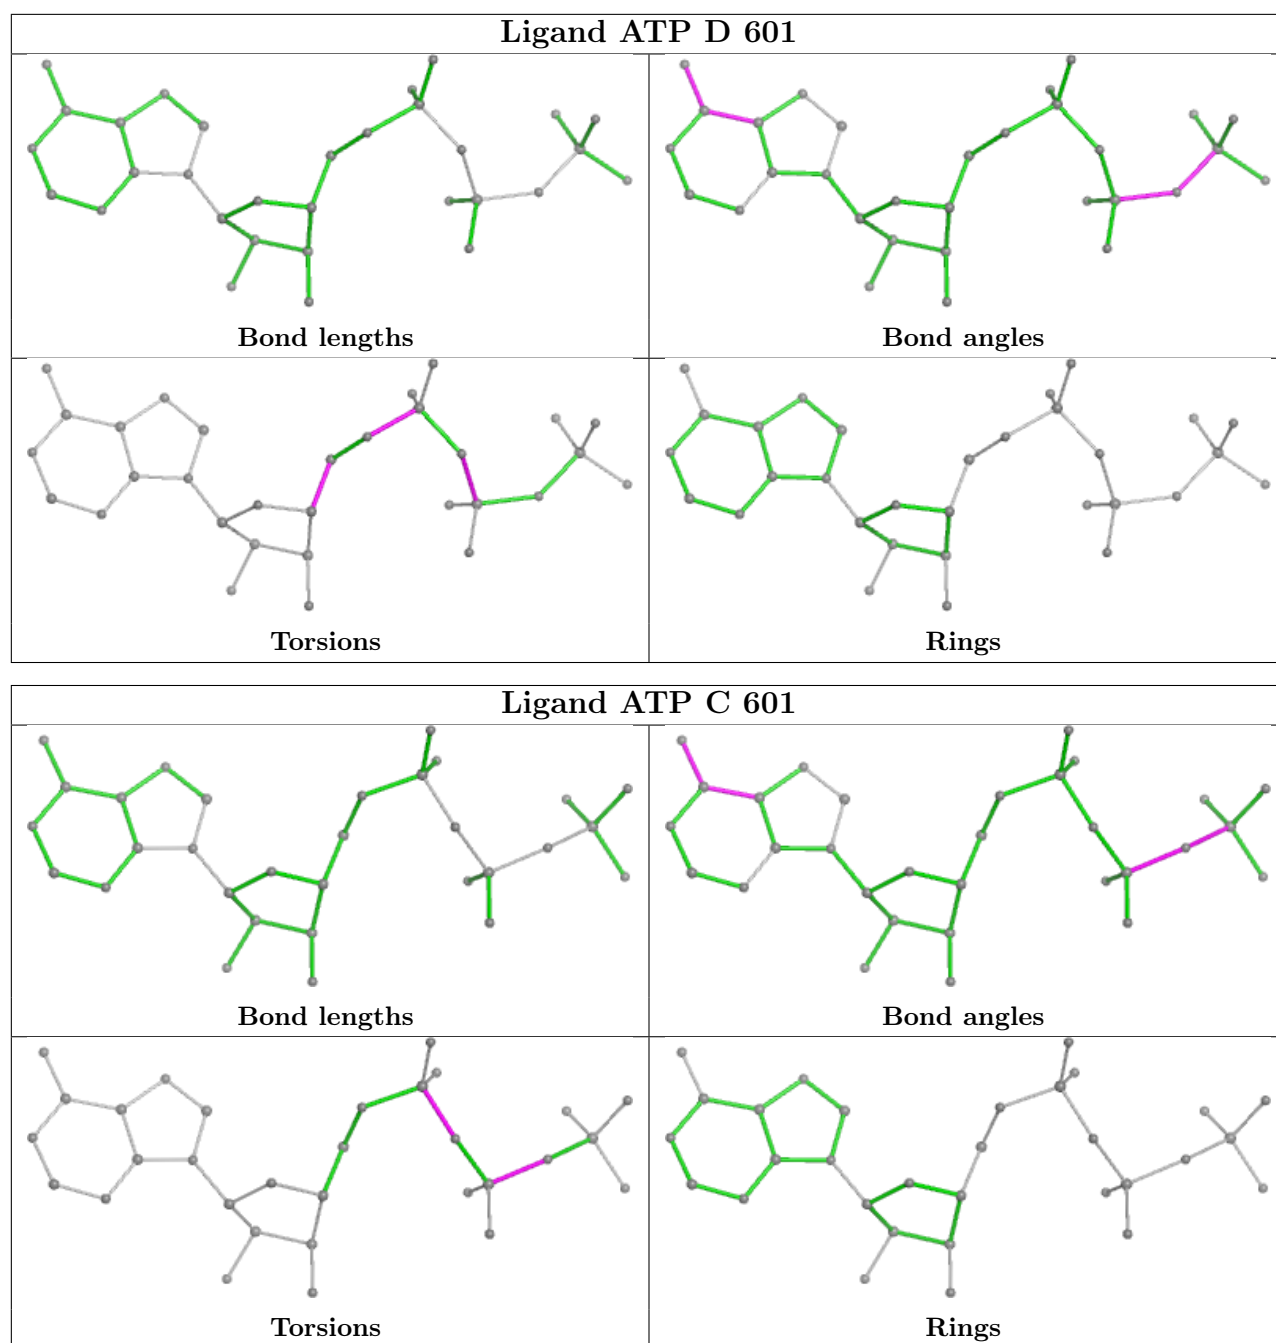 Ligand ATP D 601
Bond lengths
Bond angles
Torsions
Rings
Ligand ATP C 601
Bond lengths
Bond angles
Torsions
Rings